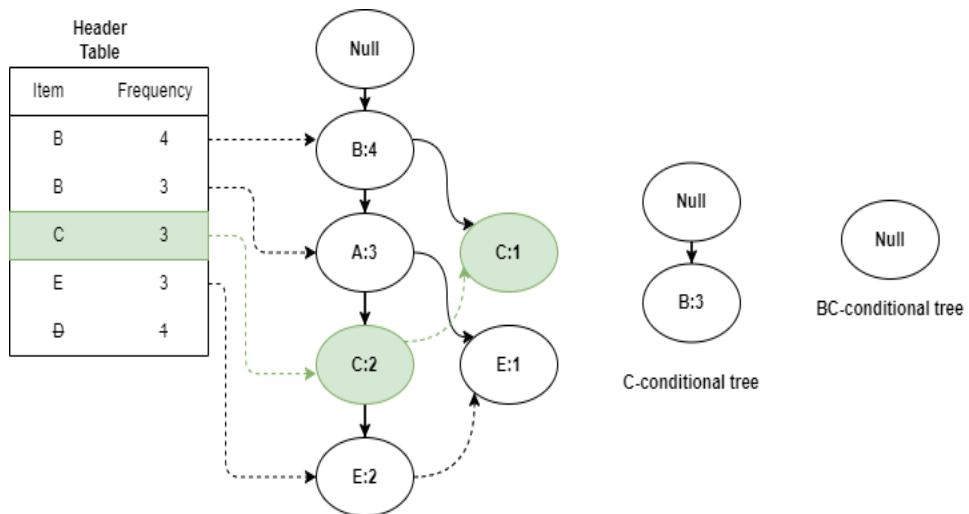 Header
Table
Item Frequency
B 4
B 3
C 3
E 3
D 1
Null
B:4
A:3
C:1
C:2
E:1
E:2
Null
B:3
C-conditional tree
Null
BC-conditional tree